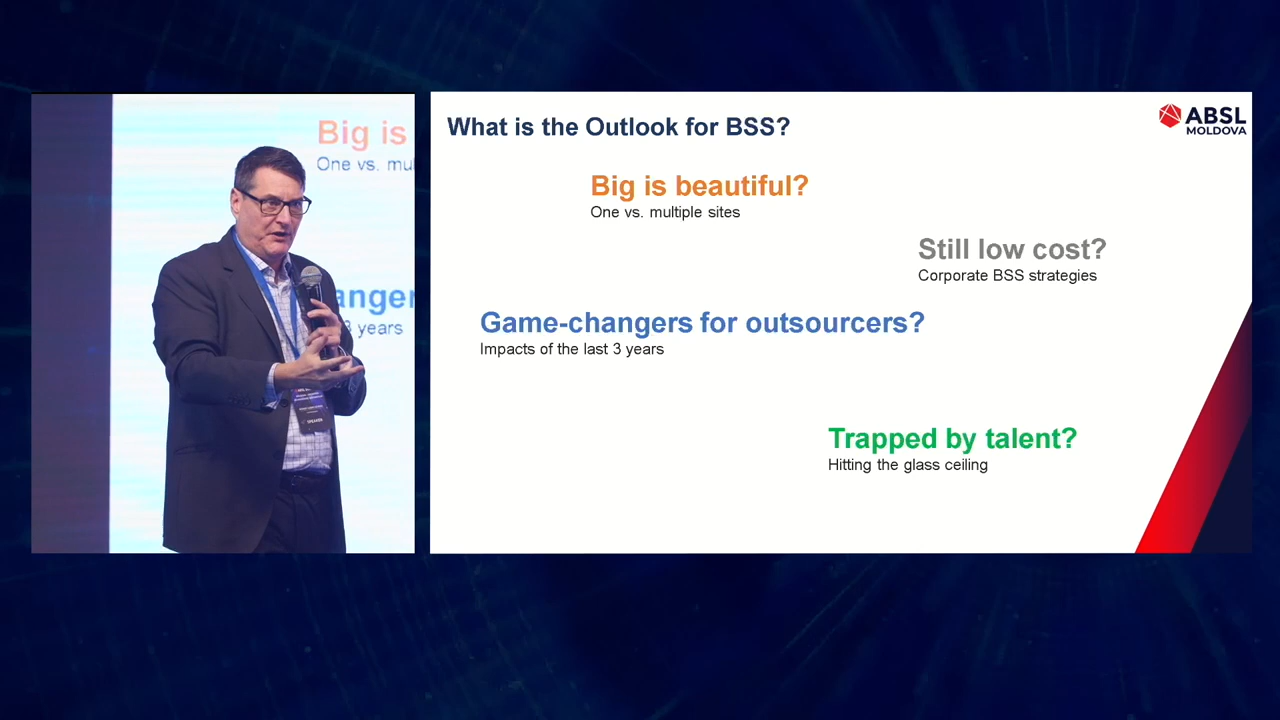 Big is
One vs. mul
anger
3 years
SPEAKER
What is the Outlook for BSS?
ABSL
MOLDOVA
Big is beautiful?
One vs. multiple sites
Still low cost?
Corporate BSS strategies
Game-changers for outsourcers?
Impacts of the last 3 years
Trapped by talent?
Hitting the glass ceiling